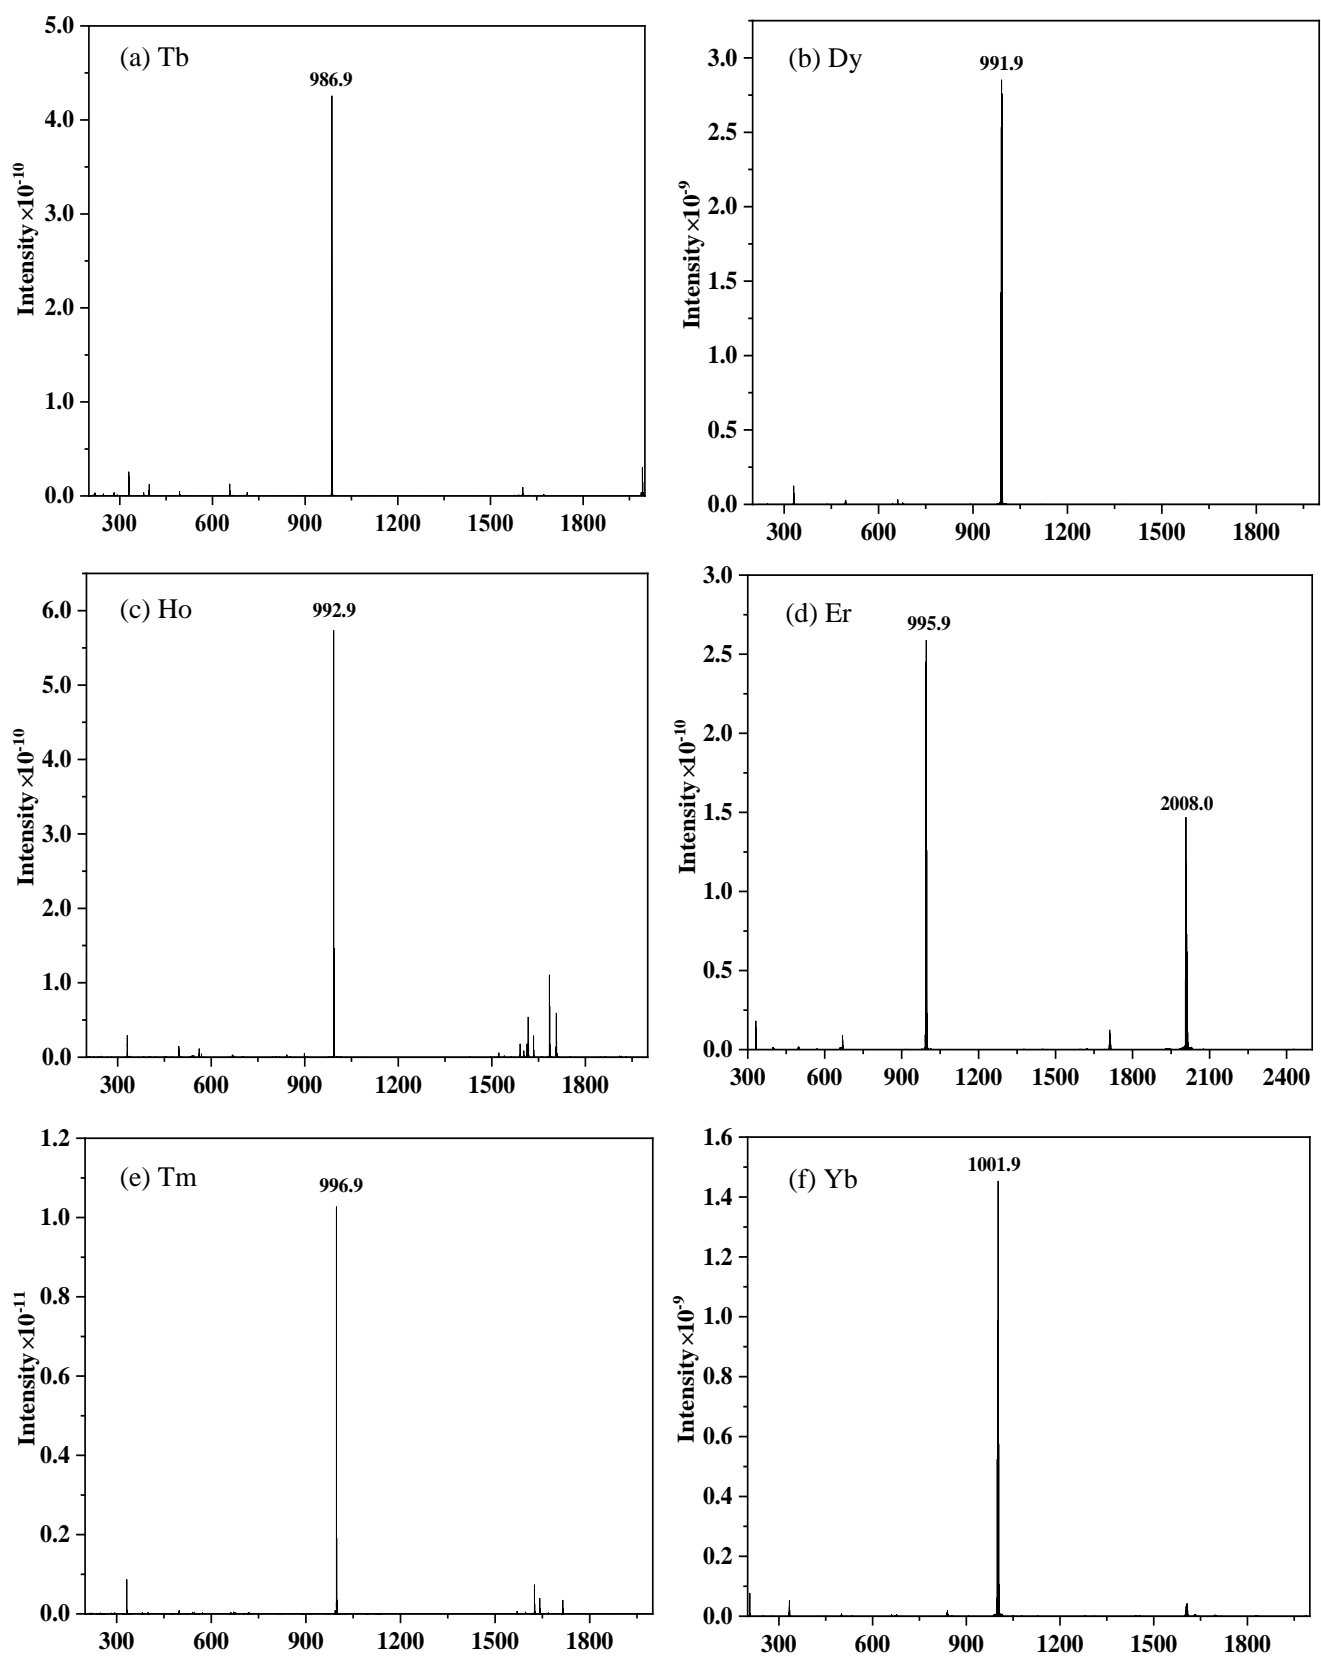 (a) Tb
986.9
Intensity×10⁻¹⁰
5.0
4.0
3.0
2.0
1.0
0.0
300 600 900 1200 1500 1800
(b) Dy
991.9
Intensity×10⁻⁹
3.0
2.5
2.0
1.5
1.0
0.5
0.0
300 600 900 1200 1500 1800
(c) Ho
992.9
Intensity×10⁻¹⁰
6.0
5.0
4.0
3.0
2.0
1.0
0.0
300 600 900 1200 1500 1800
(d) Er
995.9
2008.0
Intensity×10⁻¹⁰
3.0
2.5
2.0
1.5
1.0
0.5
0.0
300 600 900 1200 1500 1800 2100 2400
(e) Tm
996.9
Intensity×10⁻¹¹
1.2
1.0
0.8
0.6
0.4
0.2
0.0
300 600 900 1200 1500 1800
(f) Yb
1001.9
Intensity×10⁻⁹
1.6
1.4
1.2
1.0
0.8
0.6
0.4
0.2
0.0
300 600 900 1200 1500 1800